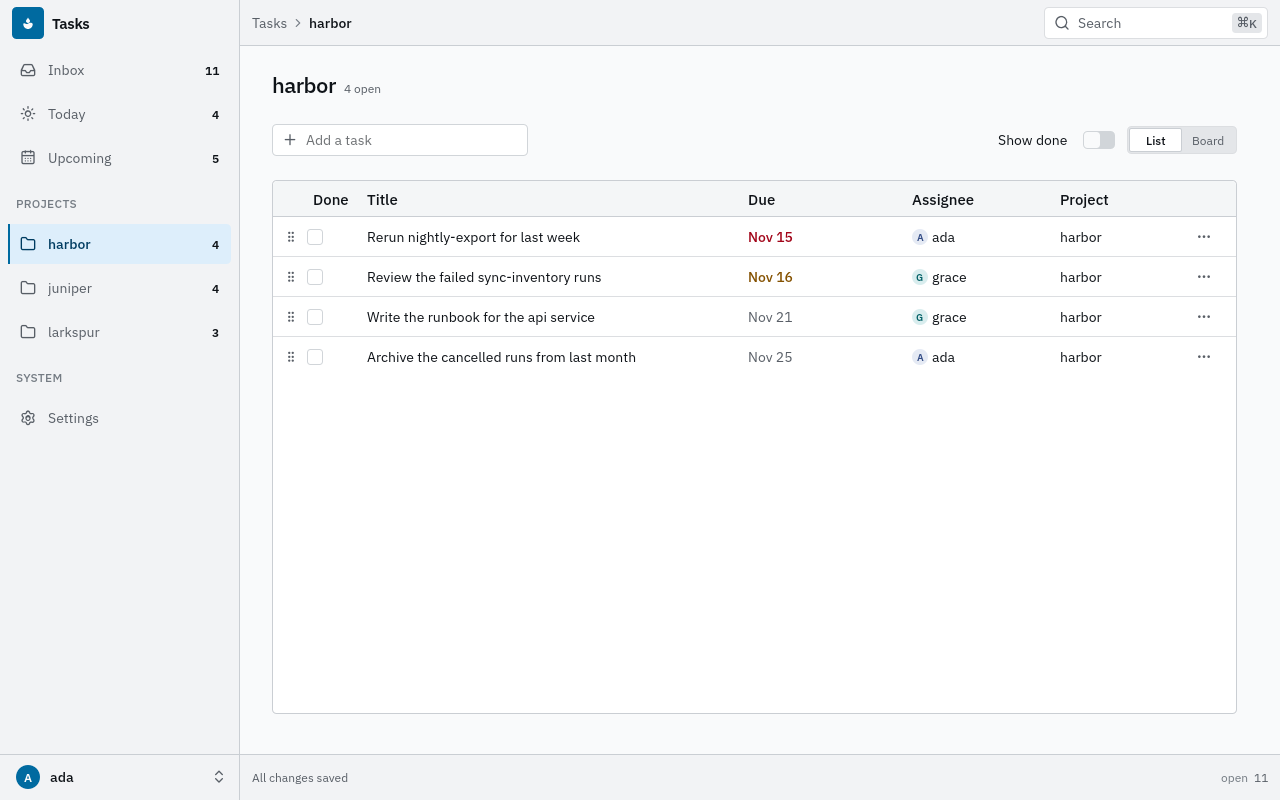 Tasks
Inbox 11
Today 4
Upcoming 5
PROJECTS
harbor 4
juniper 4
larkspur 3
SYSTEM
Settings
A ada
Tasks > harbor
Search ⌘K
harbor 4 open
Add a task
Show done List Board
Done Title Due Assignee Project
Rerun nightly-export for last week Nov 15 A ada harbor
Review the failed sync-inventory runs Nov 16 G grace harbor
Write the runbook for the api service Nov 21 G grace harbor
Archive the cancelled runs from last month Nov 25 A ada harbor
All changes saved open 11